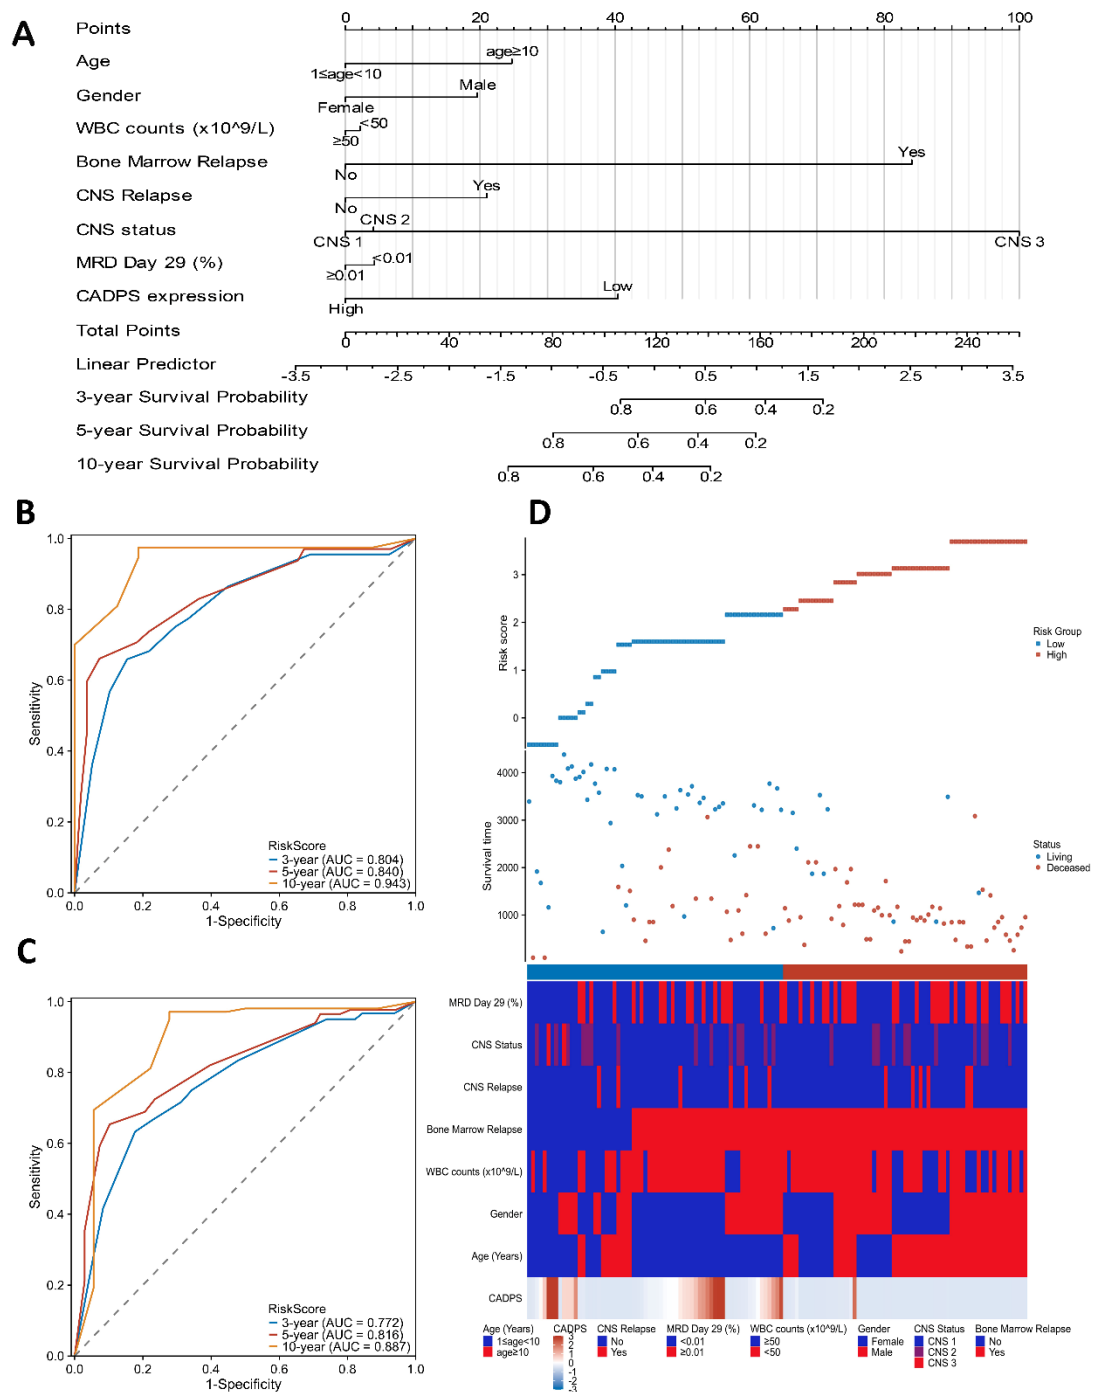 A
Points
0 20 40 60 80 100
Age
age≥10
1≤age<10
Gender
Male
Female
WBC counts (x10^9/L)
<50
≥50
Bone Marrow Relapse
Yes
No
CNS Relapse
Yes
No
CNS status
CNS 2
CNS 1
CNS 3
MRD Day 29 (%)
<0.01
≥0.01
CADPS expression
Low
High
Total Points
0 40 80 120 160 200 240
Linear Predictor
-3.5 -2.5 -1.5 -0.5 0.5 1.5 2.5 3.5
3-year Survival Probability
0.8 0.6 0.4 0.2
5-year Survival Probability
0.8 0.6 0.4 0.2
10-year Survival Probability
0.8 0.6 0.4 0.2
B
1.0
0.8
0.6
0.4
0.2
0.0
Sensitivity
RiskScore
3-year (AUC = 0.804)
5-year (AUC = 0.840)
10-year (AUC = 0.943)
0.0 0.2 0.4 0.6 0.8 1.0
1-Specificity
C
1.0
0.8
0.6
0.4
0.2
0.0
Sensitivity
RiskScore
3-year (AUC = 0.772)
5-year (AUC = 0.816)
10-year (AUC = 0.887)
0.0 0.2 0.4 0.6 0.8 1.0
1-Specificity
D
3
2
1
0
Risk score
Risk Group
Low
High
4000
3000
2000
1000
Survival time
Status
Living
Deceased
MRD Day 29 (%)
CNS Status
CNS Relapse
Bone Marrow Relapse
WBC counts (x10^9/L)
Gender
Age (Years)
CADPS
Age (Years)
1≤age<10
age≥10
CADPS
3
2
1
0
-1
-2
-3
CNS Relapse
No
Yes
MRD Day 29 (%)
<0.01
≥0.01
WBC counts (x10^9/L)
≥50
<50
Gender
Female
Male
CNS Status
CNS 1
CNS 2
CNS 3
Bone Marrow Relapse
No
Yes